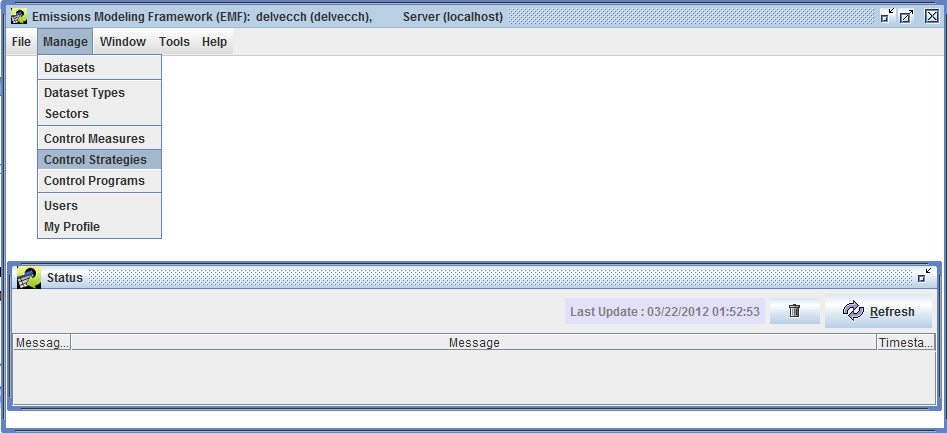 Emissions Modeling Framework (EMF): delvecch (delvecch), Server (localhost)
File Manage Window Tools Help
Datasets
Dataset Types
Sectors
Control Measures
Control Strategies
Control Programs
Users
My Profile
Status
Last Update : 03/22/2012 01:52:53 Refresh
Messag... Message Timesta...